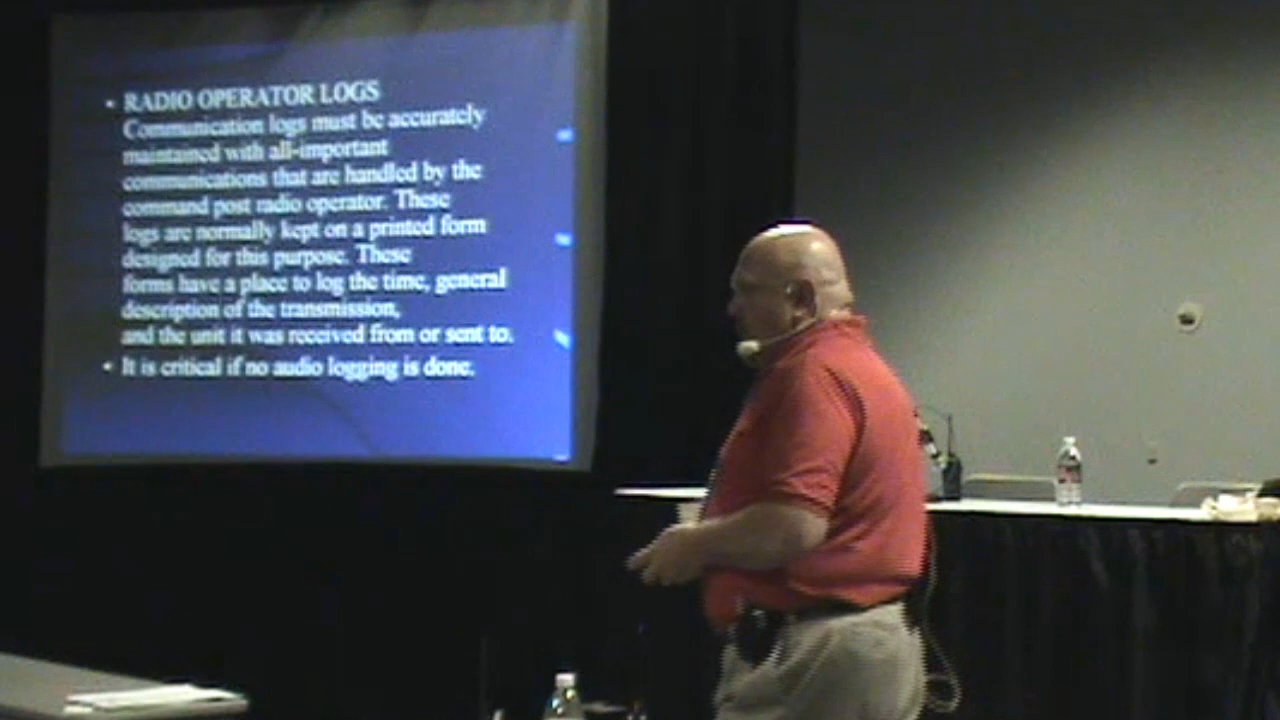 • RADIO OPERATOR LOGS
Communication logs must be accurately
maintained with all-important
communications that are handled by the
command post radio operator. These
logs are normally kept on a printed form
designed for this purpose. These
forms have a place to log the time, general
description of the transmission,
and the unit it was received from or sent to.
• It is critical if no audio logging is done.